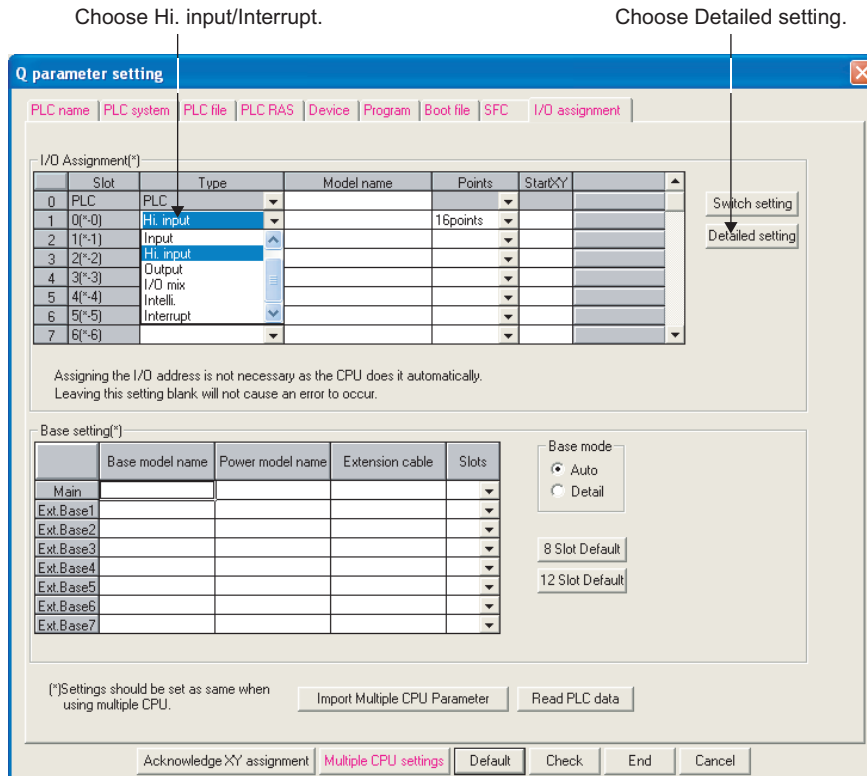 Choose Hi. input/Interrupt.
Choose Detailed setting.
Q parameter setting
PLC name PLC system PLC file PLC RAS Device Program Boot file SFC I/O assignment
I/O Assignment(*)
Slot Type Model name Points StartXY
0 PLC PLC
Switch setting
1 0(*-0) Hi. input 16points
2 1(*-1) Input
Detailed setting
Hi. input
3 2(*-2)
Output
4 3(*-3)
I/O mix
5 4(*-4) Intelli.
6 5(*-5) Interrupt
7 6(*-6)
Assigning the I/O address is not necessary as the CPU does it automatically.
Leaving this setting blank will not cause an error to occur.
Base setting(*)
Base model name Power model name Extension cable Slots
Base mode
Auto
Detail
Main
Ext.Base1
Ext.Base2
Ext.Base3
8 Slot Default
Ext.Base4
Ext.Base5
12 Slot Default
Ext.Base6
Ext.Base7
(*)Settings should be set as same when
using multiple CPU.
Import Multiple CPU Parameter Read PLC data
Acknowledge XY assignment Multiple CPU settings Default Check End Cancel